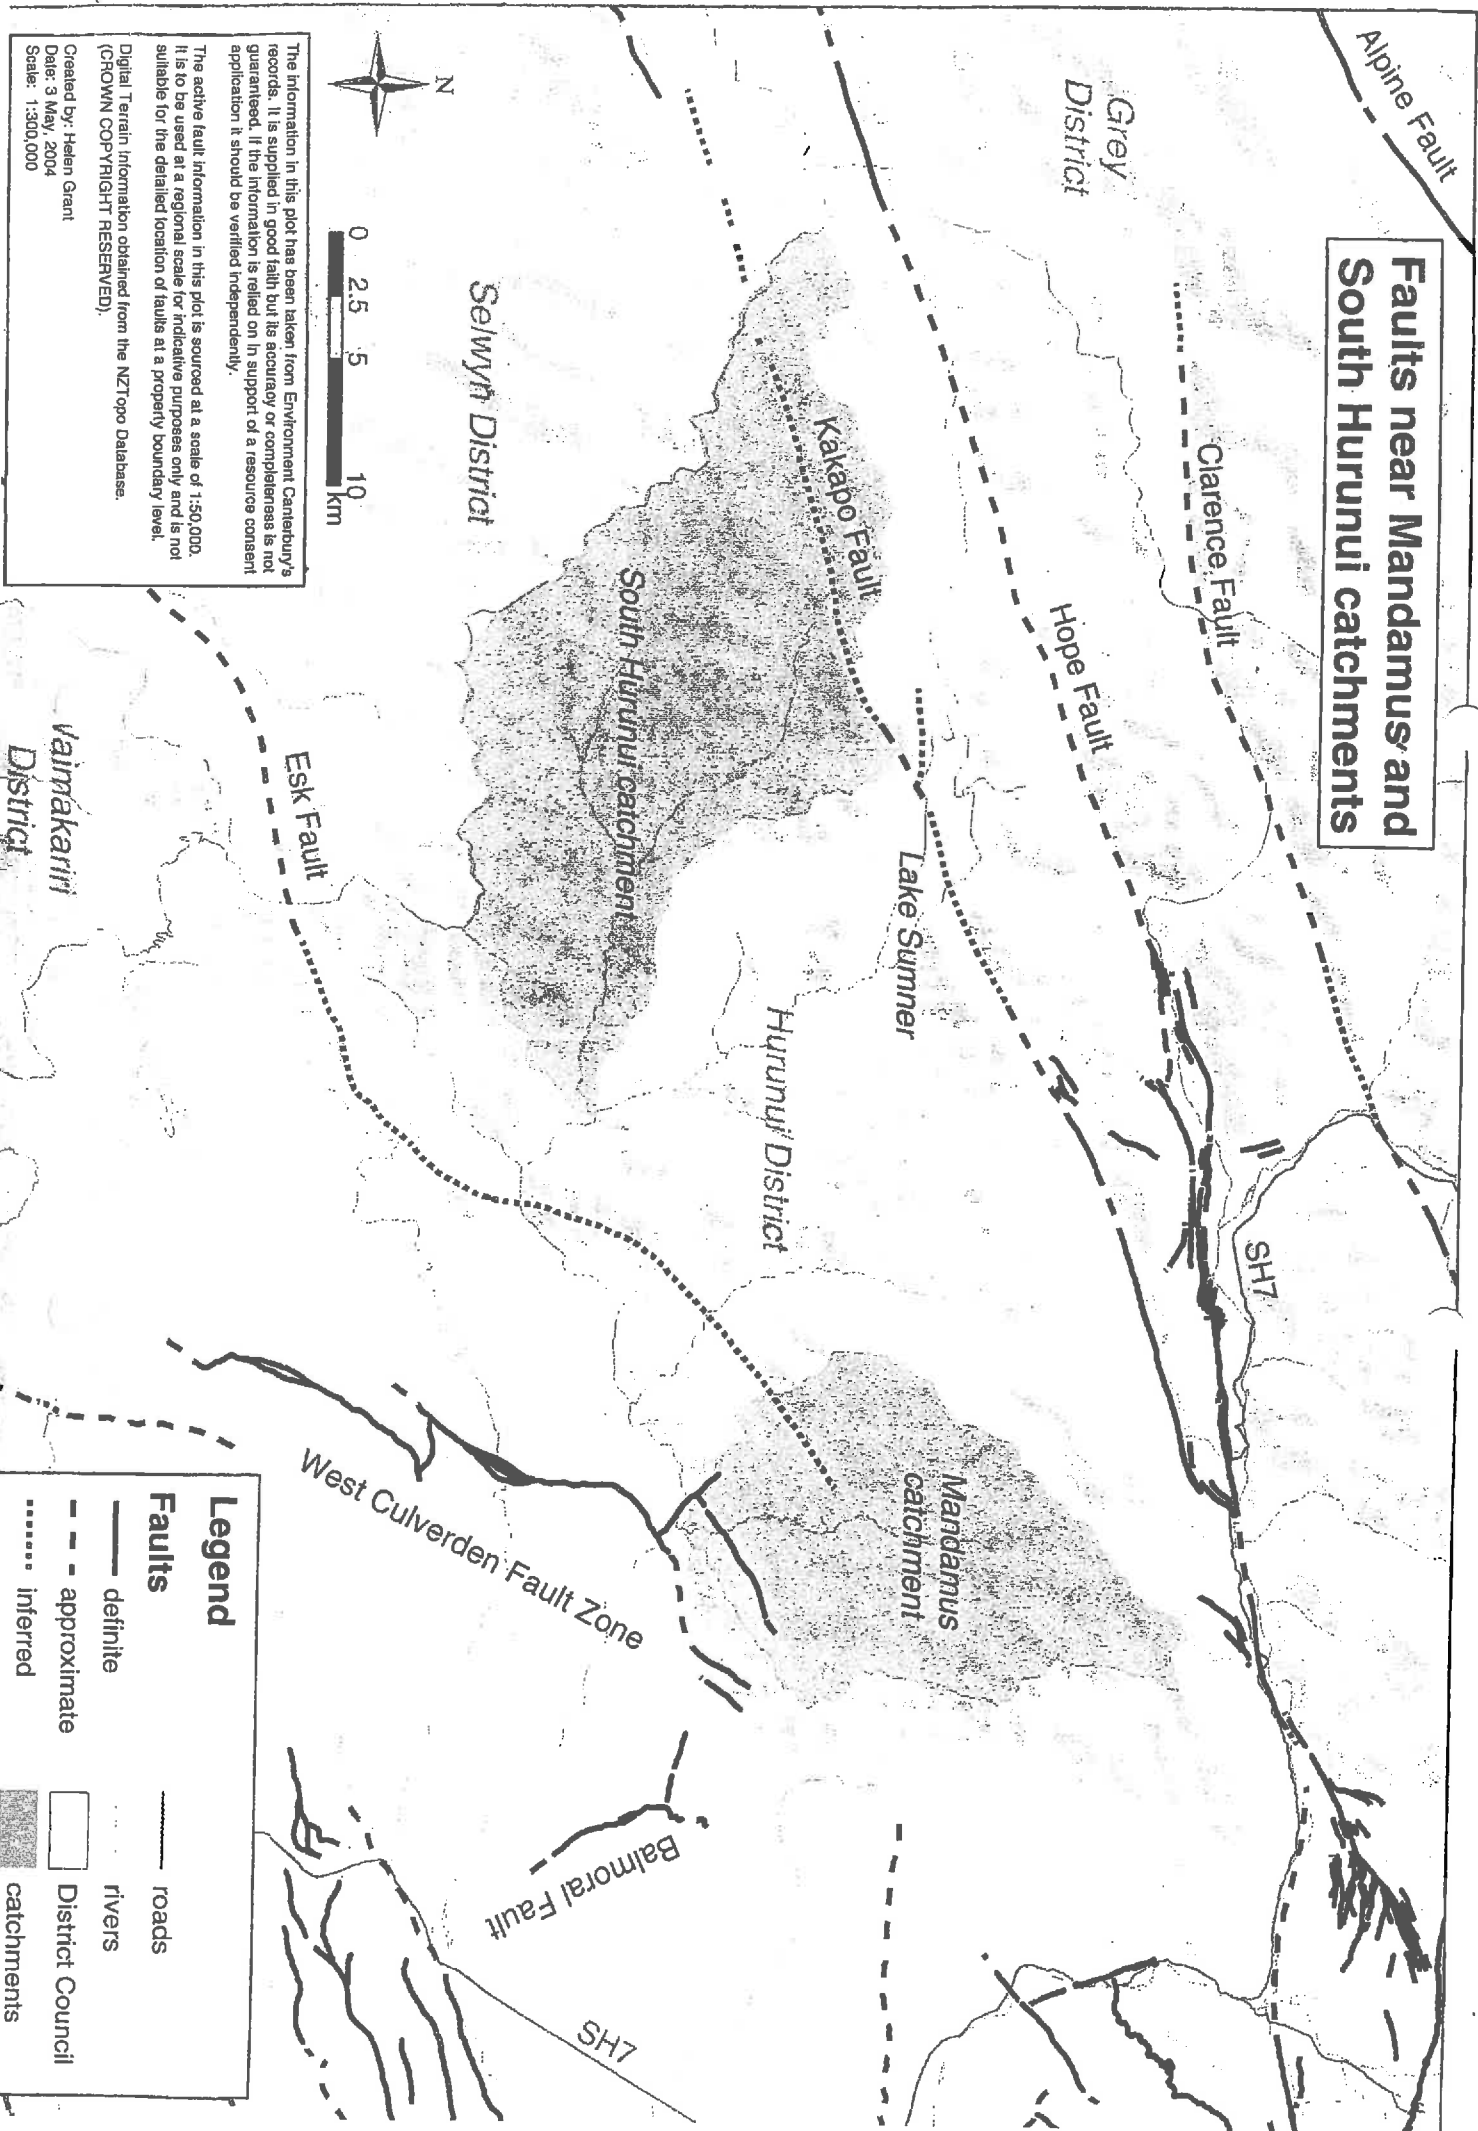 Faults near Mandamus and
South Hurunui catchments
Alpine Fault
Grey
District
Clarence Fault
Hope Fault
Kakapo Fault
SH7
Lake Sumner
Selwyn District
South Hurunui catchment
Hurunui District
Mandamus
catchment
Esk Fault
Waimakariri
District
West Culverden Fault Zone
Balmoral Fault
SH7
N
0 2.5 5 10
km
The information in this plot has been taken from Environment Canterbury's
records. It is supplied in good faith but its accuracy or completeness is not
guaranteed. If the information is relied on in support of a resource consent
application it should be verified independently.
The active fault information in this plot is sourced at a scale of 1:50,000.
It is to be used at a regional scale for indicative purposes only and is not
suitable for the detailed location of faults at a property boundary level.
Digital Terrain Information obtained from the NZTopo Database.
(CROWN COPYRIGHT RESERVED).
Created by: Helen Grant
Date: 3 May, 2004
Scale: 1:300,000
Legend
Faults
definite
approximate
inferred
roads
rivers
District Council
catchments